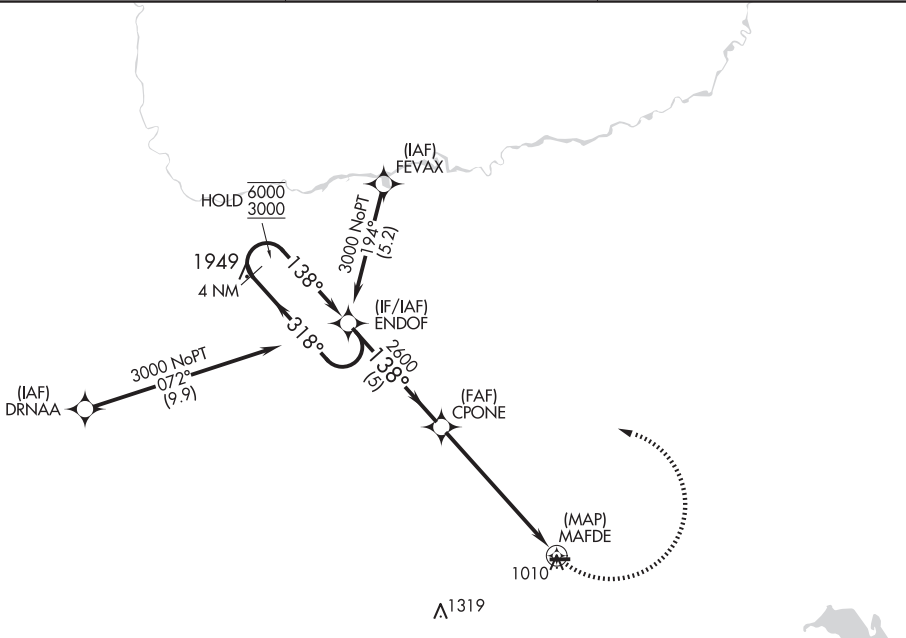 (IAF)
FEVAX
HOLD 6000
3000
3000 NoPT
194°
(5.2)
1949
4 NM
138°
318°
(IF/IAF)
ENDOF
2600
138°
(5)
3000 NoPT
072°
(9.9)
(IAF)
DRNAA
(FAF)
CPONE
(MAP)
MAFDE
1010
1319